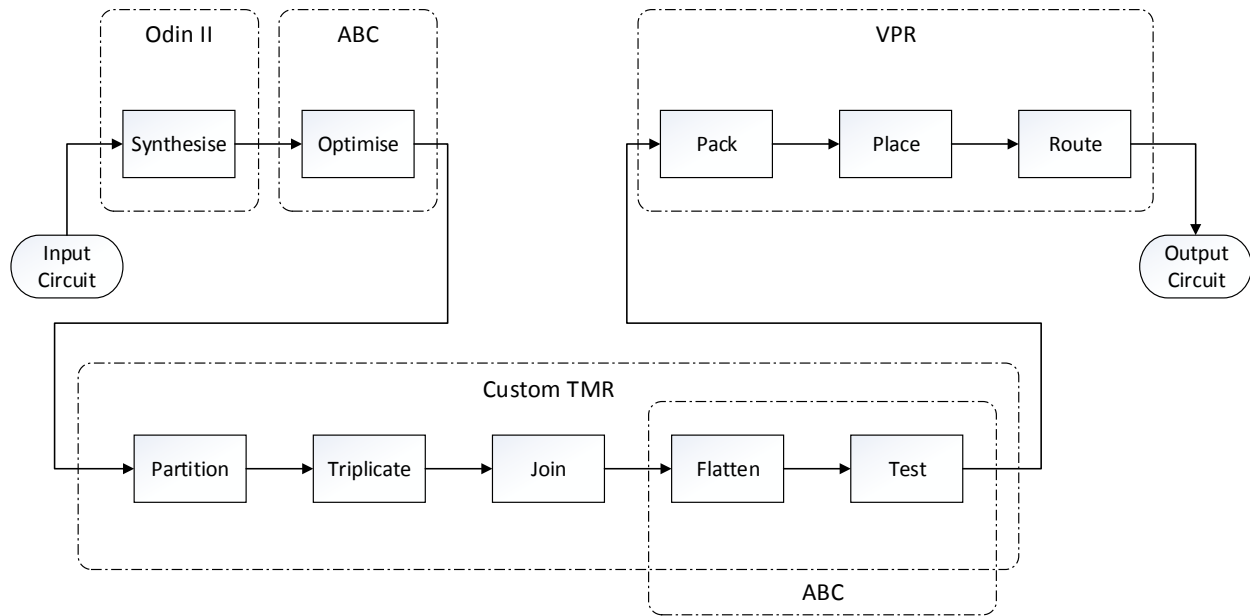 Odin II
ABC
VPR
Synthesise
Optimise
Pack
Place
Route
Input
Circuit
Output
Circuit
Custom TMR
Partition
Triplicate
Join
Flatten
Test
ABC